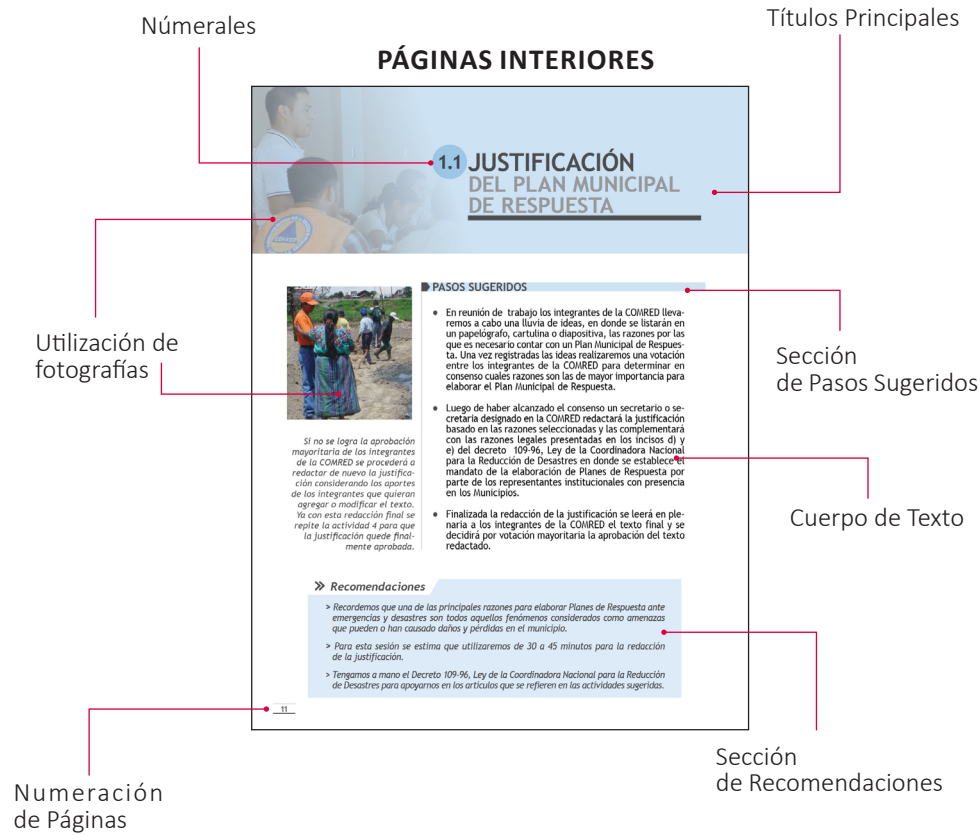 Númerales
Títulos Principales
PÁGINAS INTERIORES
1.1 JUSTIFICACIÓN
DEL PLAN MUNICIPAL
DE RESPUESTA
Utilización de
fotografías
PASOS SUGERIDOS
• En reunión de trabajo los integrantes de la COMRED lleva-
remos a cabo una lluvia de ideas, en donde se listarán en
un papelógrafo, cartulina o diapositiva, las razones por las
que es necesario contar con un Plan Municipal de Respues-
ta. Una vez registradas las ideas realizaremos una votación
entre los integrantes de la COMRED para determinar en
consenso cuales razones son las de mayor importancia para
elaborar el Plan Municipal de Respuesta.
• Luego de haber alcanzado el consenso un secretario o se-
cretaria designado en la COMRED redactará la justificación
basado en las razones seleccionadas y las complementará
con las razones legales presentadas en los incisos d) y
e) del decreto 109-96, Ley de la Coordinadora Nacional
para la Reducción de Desastres en donde se establece el
mandato de la elaboración de Planes de Respuesta por
parte de los representantes institucionales con presencia
en los Municipios.
• Finalizada la redacción de la justificación se leerá en ple-
naria a los integrantes de la COMRED el texto final y se
decidirá por votación mayoritaria la aprobación del texto
redactado.
Si no se logra la aprobación
mayoritaria de los integrantes
de la COMRED se procederá a
redactar de nuevo la justifica-
ción considerando los aportes
de los integrantes que quieran
agregar o modificar el texto.
Ya con esta redacción final se
repite la actividad 4 para que
la justificación quede final-
mente aprobada.
Sección
de Pasos Sugeridos
Cuerpo de Texto
» Recomendaciones
> Recordemos que una de las principales razones para elaborar Planes de Respuesta ante
emergencias y desastres son todos aquellos fenómenos considerados como amenazas
que pueden o han causado daños y pérdidas en el municipio.
> Para esta sesión se estima que utilizaremos de 30 a 45 minutos para la redacción
de la justificación.
> Tengamos a mano el Decreto 109-96, Ley de la Coordinadora Nacional para la Reducción
de Desastres para apoyarnos en los artículos que se refieren en las actividades sugeridas.
11
Sección
de Recomendaciones
Numeración
de Páginas